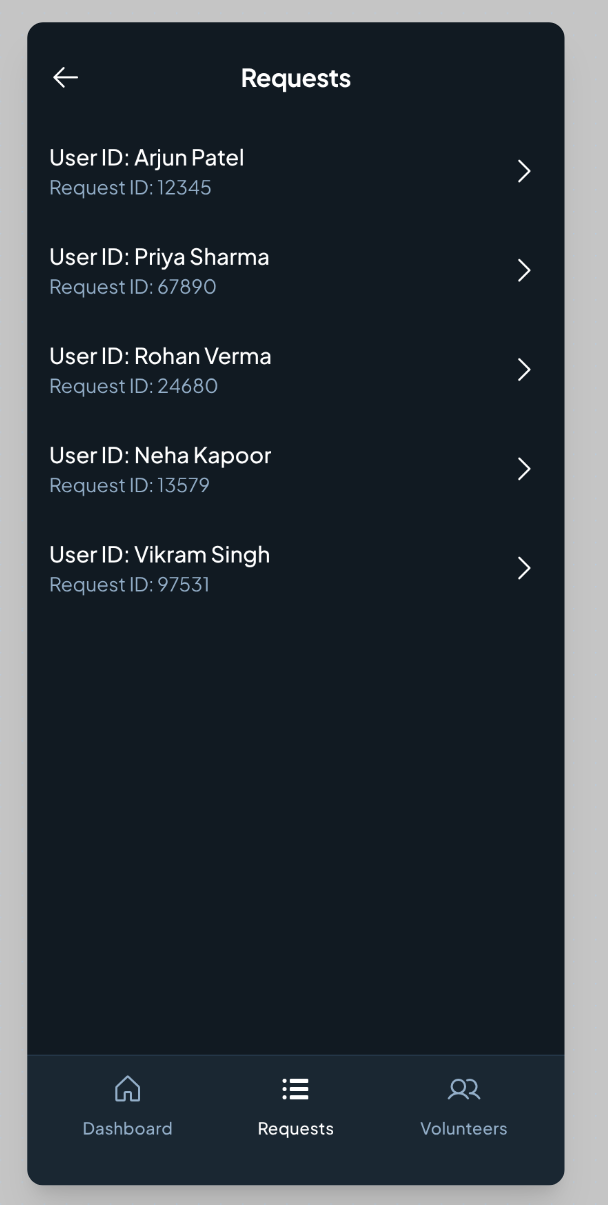 Requests
User ID: Arjun Patel
Request ID: 12345
User ID: Priya Sharma
Request ID: 67890
User ID: Rohan Verma
Request ID: 24680
User ID: Neha Kapoor
Request ID: 13579
User ID: Vikram Singh
Request ID: 97531
Dashboard
Requests
Volunteers